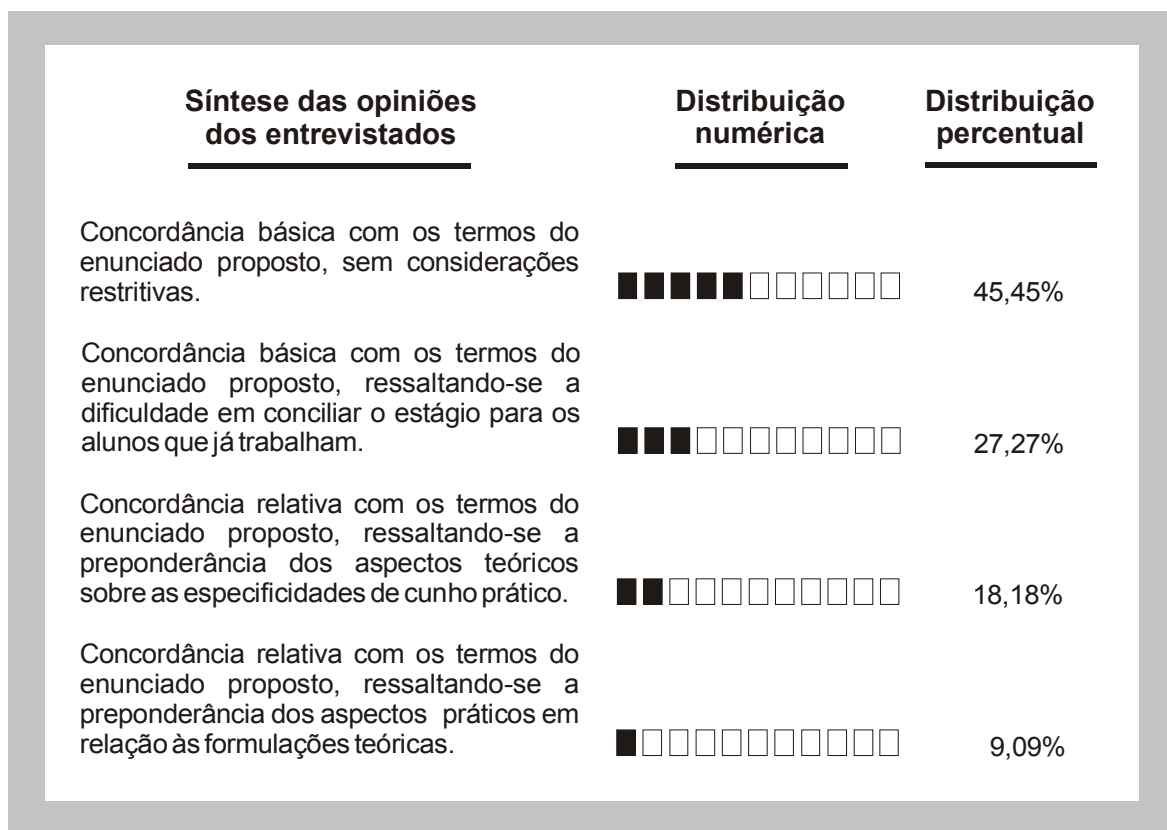 Síntese das opiniões
dos entrevistados
Distribuição
numérica
Distribuição
percentual
Concordância básica com os termos do
enunciado proposto, sem considerações
restritivas.
45,45%
Concordância básica com os termos do
enunciado proposto, ressaltando-se a
dificuldade em conciliar o estágio para os
alunos que já trabalham.
27,27%
Concordância relativa com os termos do
enunciado proposto, ressaltando-se a
preponderância dos aspectos teóricos
sobre as especificidades de cunho prático.
18,18%
Concordância relativa com os termos do
enunciado proposto, ressaltando-se a
preponderância dos aspectos práticos em
relação às formulações teóricas.
9,09%